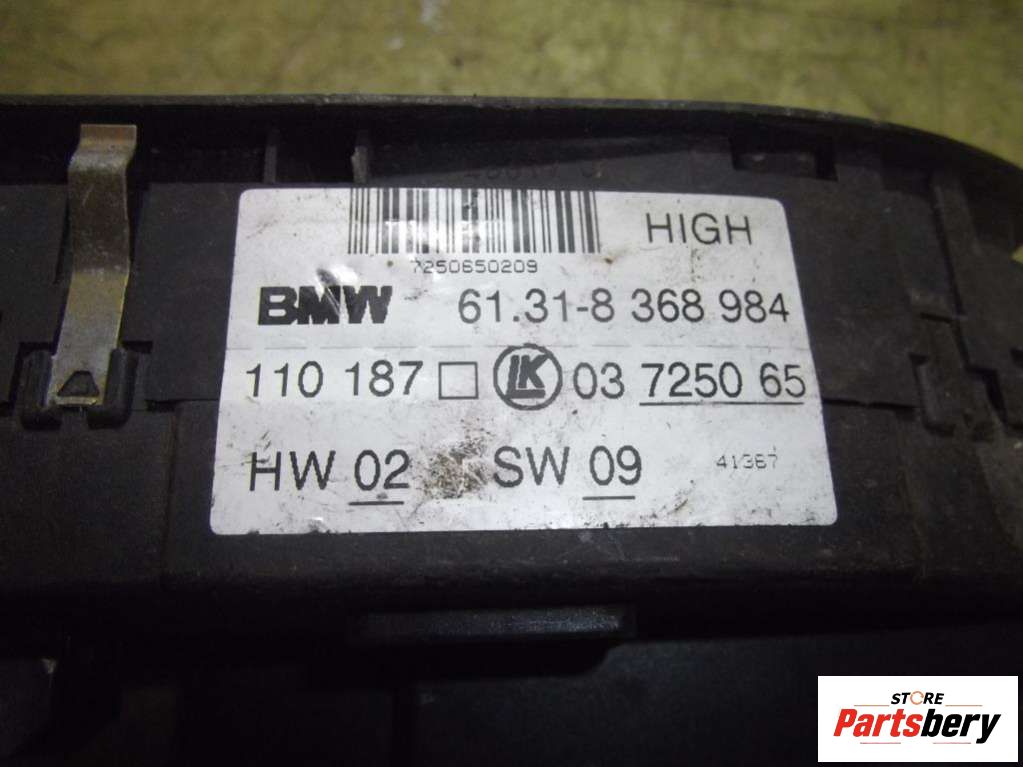 HIGH
7250650209
BMW 61.31-8 368 984
110 187 LK 03 7250 65
HW 02 SW 09 41367
STORE
Partsbery